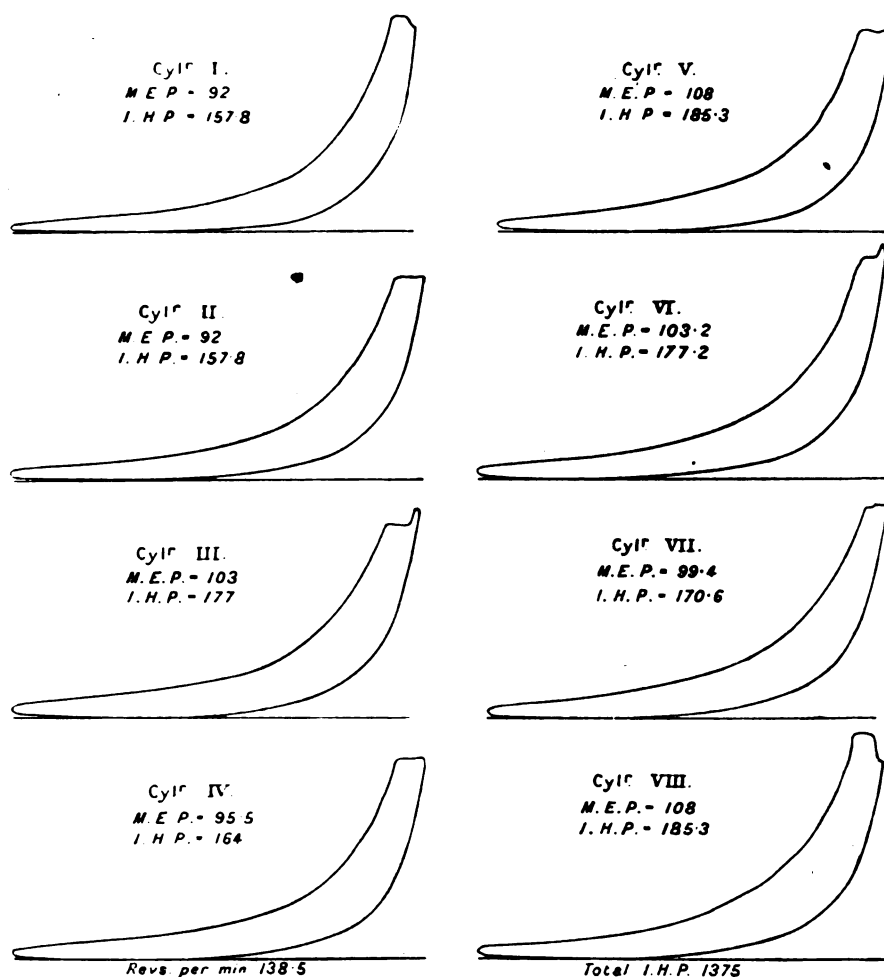 Cylr. I.
M E P = 92
I. H P = 157·8
Cylr. II.
M E P. = 92
I. H P. = 157·8
Cylr. III.
M.E.P. = 103
I.H.P. = 177
Cylr. IV.
M.E P. = 95·5
I H P. = 164
Revs. per min 138·5
Cylr. V.
M.E.P = 108
I.H P = 185·3
Cylr. VI.
M.E.P. = 103·2
I.H.P. = 177·2
Cylr. VII.
M.E.P. = 99·4
I.H.P. = 170·6
Cylr. VIII.
M.E.P. = 108
I.H.P. = 185·3
Total I.H.P. 1375